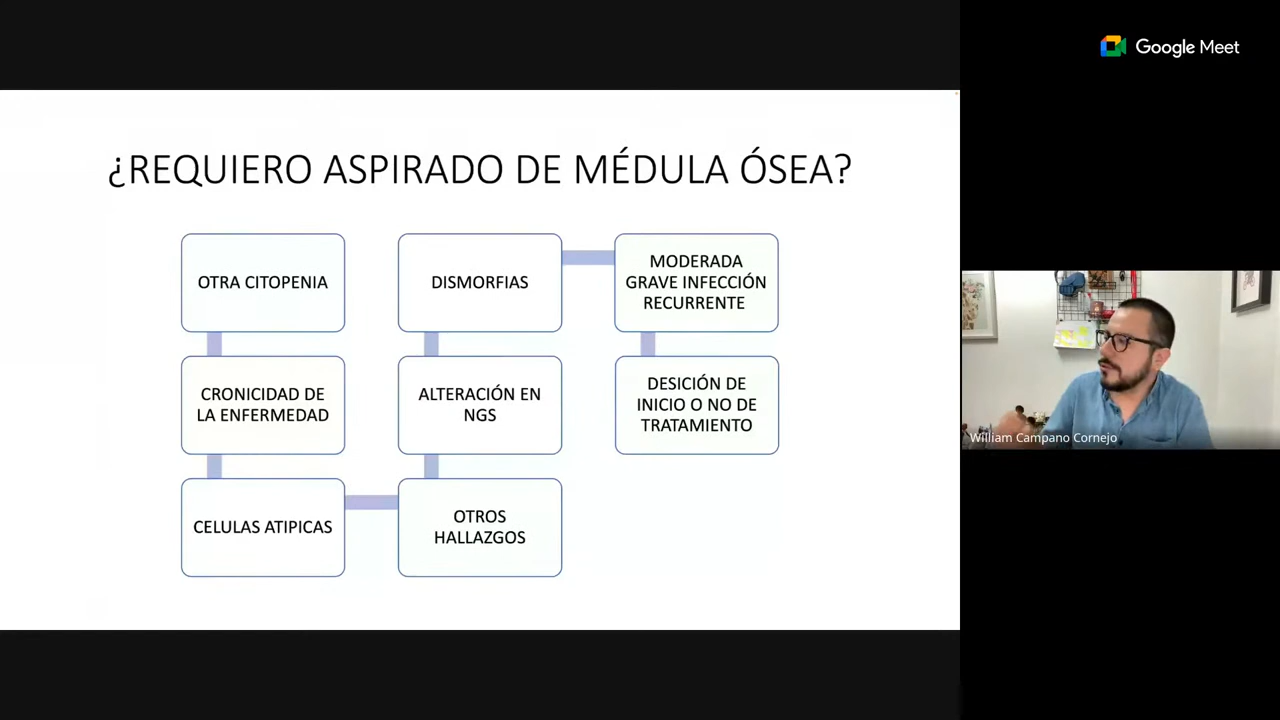 Google Meet
¿REQUIERO ASPIRADO DE MÉDULA ÓSEA?
OTRA CITOPENIA
CRONICIDAD DE
LA ENFERMEDAD
CELULAS ATIPICAS
OTROS
HALLAZGOS
ALTERACIÓN EN
NGS
DISMORFIAS
MODERADA
GRAVE INFECCIÓN
RECURRENTE
DESICIÓN DE
INICIO O NO DE
TRATAMIENTO
William Campano Cornejo